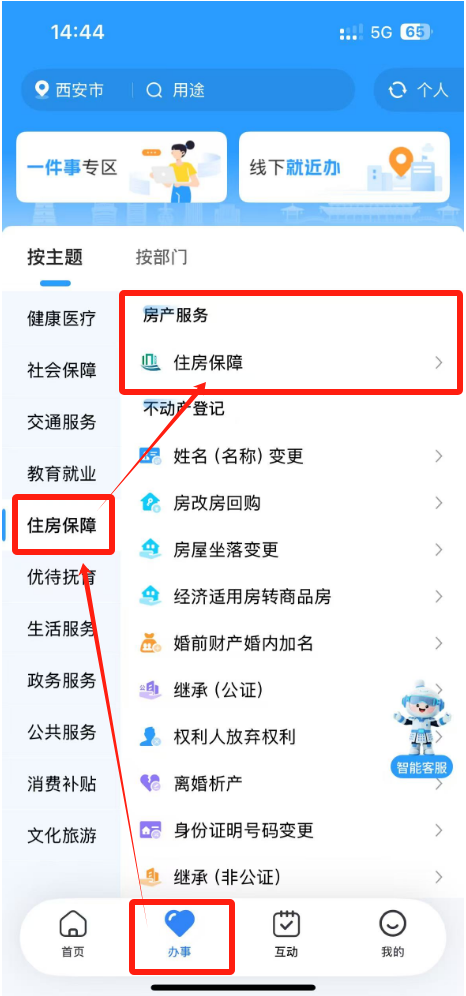 14:44
5G 65
西安市 用途 个人
一件事专区 线下就近办
按主题 按部门
健康医疗
社会保障
交通服务
教育就业
住房保障
优待抚育
生活服务
政务服务
公共服务
消费补贴
文化旅游
房产服务
住房保障
不动产登记
姓名（名称）变更
房改房回购
房屋坐落变更
经济适用房转商品房
婚前财产婚内加名
继承（公证）
权利人放弃权利
离婚析产
身份证明号码变更
继承（非公证）
智能客服
首页 办事 互动 我的